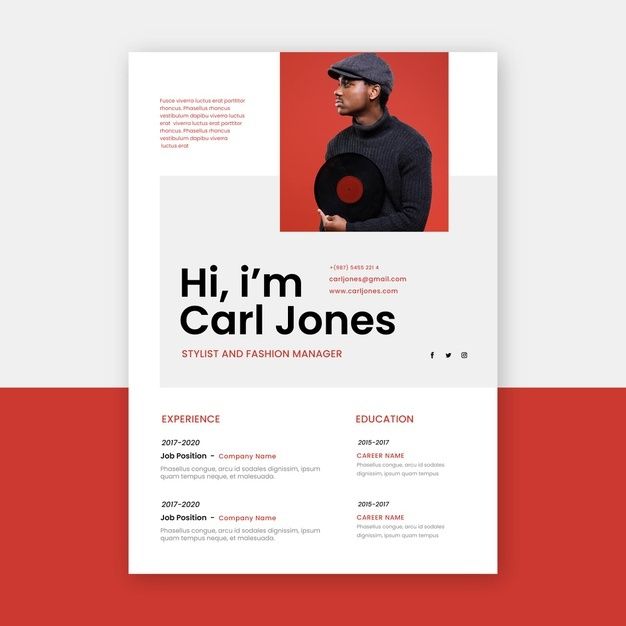 Fusce viverra luctus erat porttitor
rhoncus. Phasellus rhoncus
vestibulum dapibu viverra luctus
erat viverra luctus erat porttitor
rhoncus. Phasellus rhoncus
vestibulum dapibu viverra
luctus erat
Hi, i’m
Carl Jones
+(987) 5455 221 4
carljones@gmail.com
www.carljones.com
STYLIST AND FASHION MANAGER
EXPERIENCE
2017-2020
Job Position - Company Name
Phasellus congue, arcu id sodales dignissim, ipsum
quam tempus neque, id malesuada.
2017-2020
Job Position - Company Name
Phasellus congue, arcu id sodales dignissim, ipsum
quam tempus neque, id malesuada.
EDUCATION
2015-2017
CAREER NAME
Phasellus congue, arcu id sodales
dignissim, ipsum quam tempus
2015-2017
CAREER NAME
Phasellus congue, arcu id sodales
dignissim, ipsum quam tempus